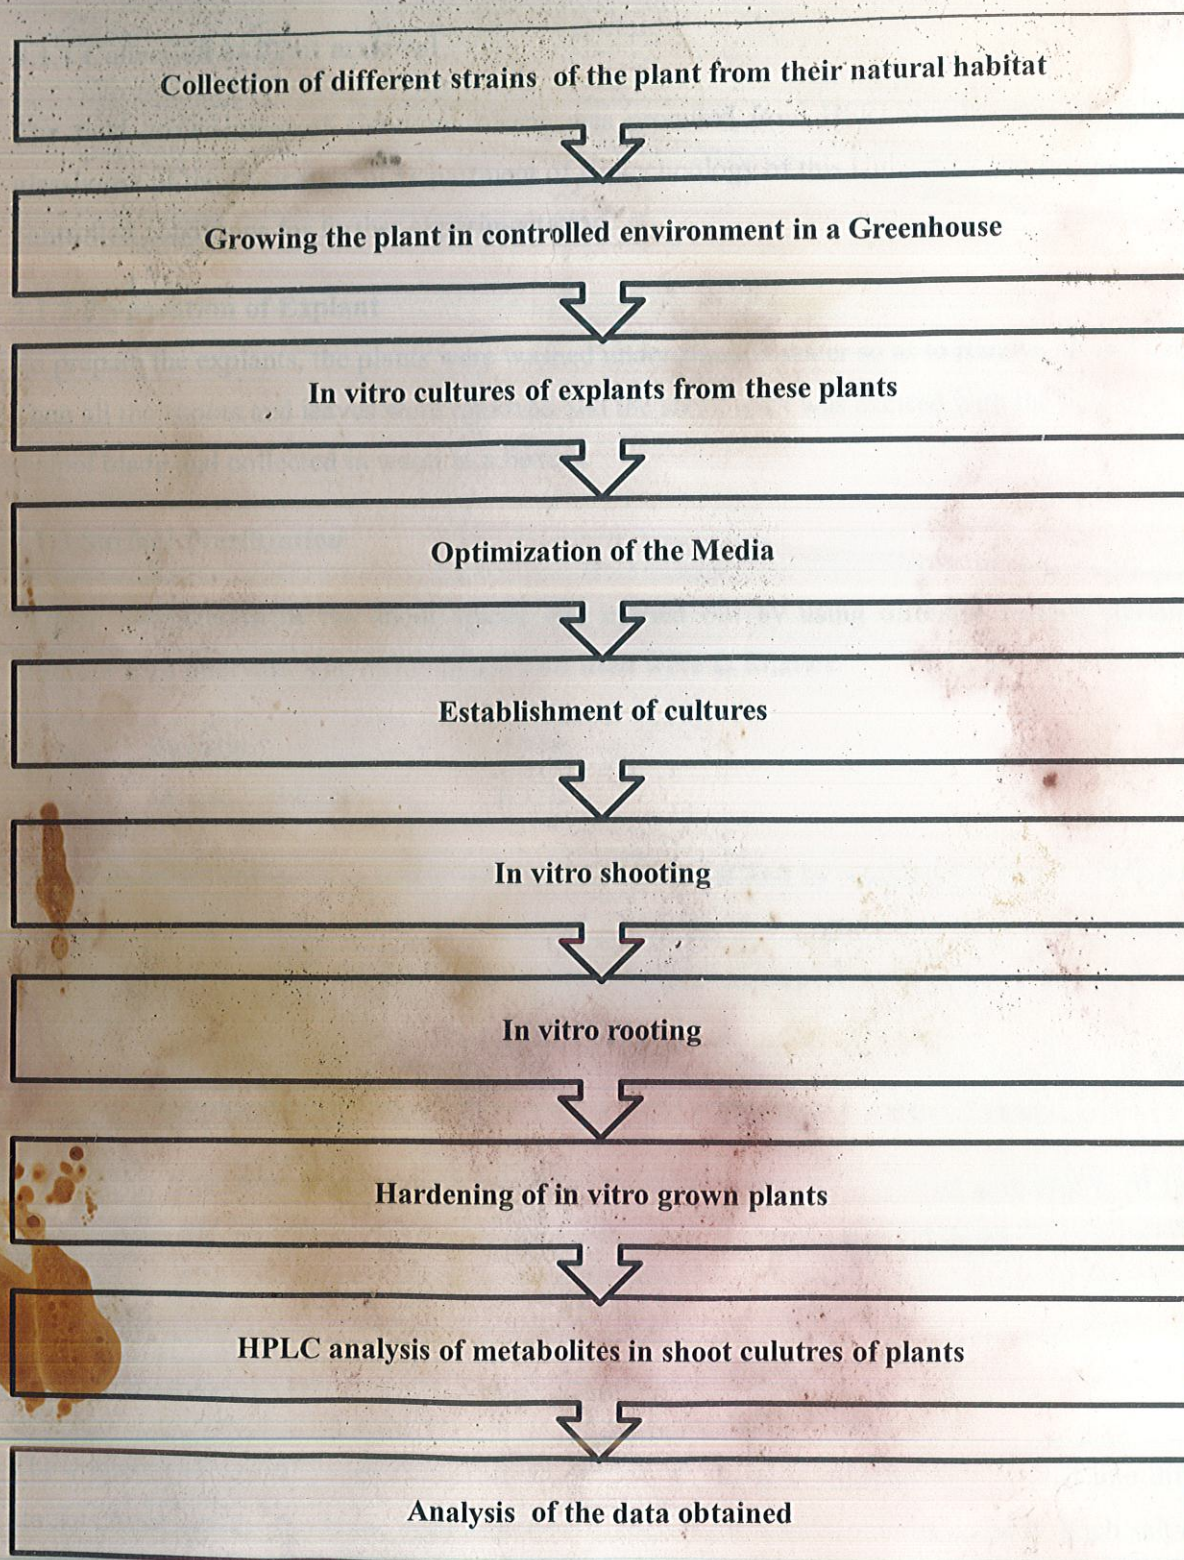 Collection of different strains of the plant from their natural habitat
Growing the plant in controlled environment in a Greenhouse
of Explant
In vitro cultures of explants from these plants
Optimization of the Media
Establishment of cultures
In vitro shooting
In vitro rooting
Hardening of in vitro grown plants
HPLC analysis of metabolites in shoot culutres of plants
Analysis of the data obtained